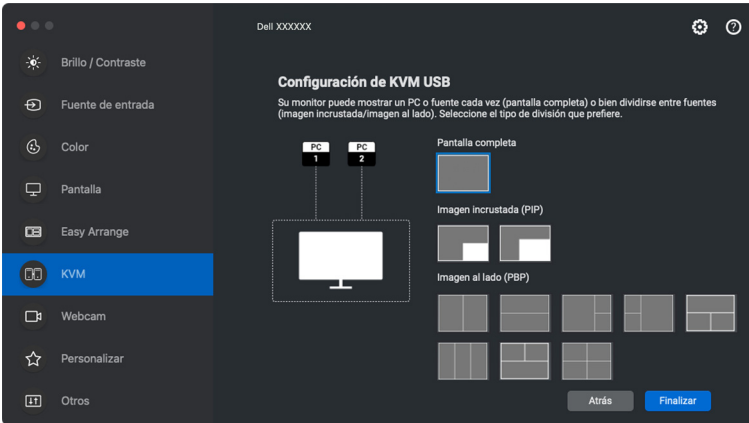 Dell XXXXXX
Brillo / Contraste
Fuente de entrada
Color
Pantalla
Easy Arrange
KVM
Webcam
Personalizar
Otros
Configuración de KVM USB
Su monitor puede mostrar un PC o fuente cada vez (pantalla completa) o bien dividirse entre fuentes
(imagen incrustada/imagen al lado). Seleccione el tipo de división que prefiere.
PC
1
PC
2
Pantalla completa
Imagen incrustada (PIP)
Imagen al lado (PBP)
Atrás
Finalizar